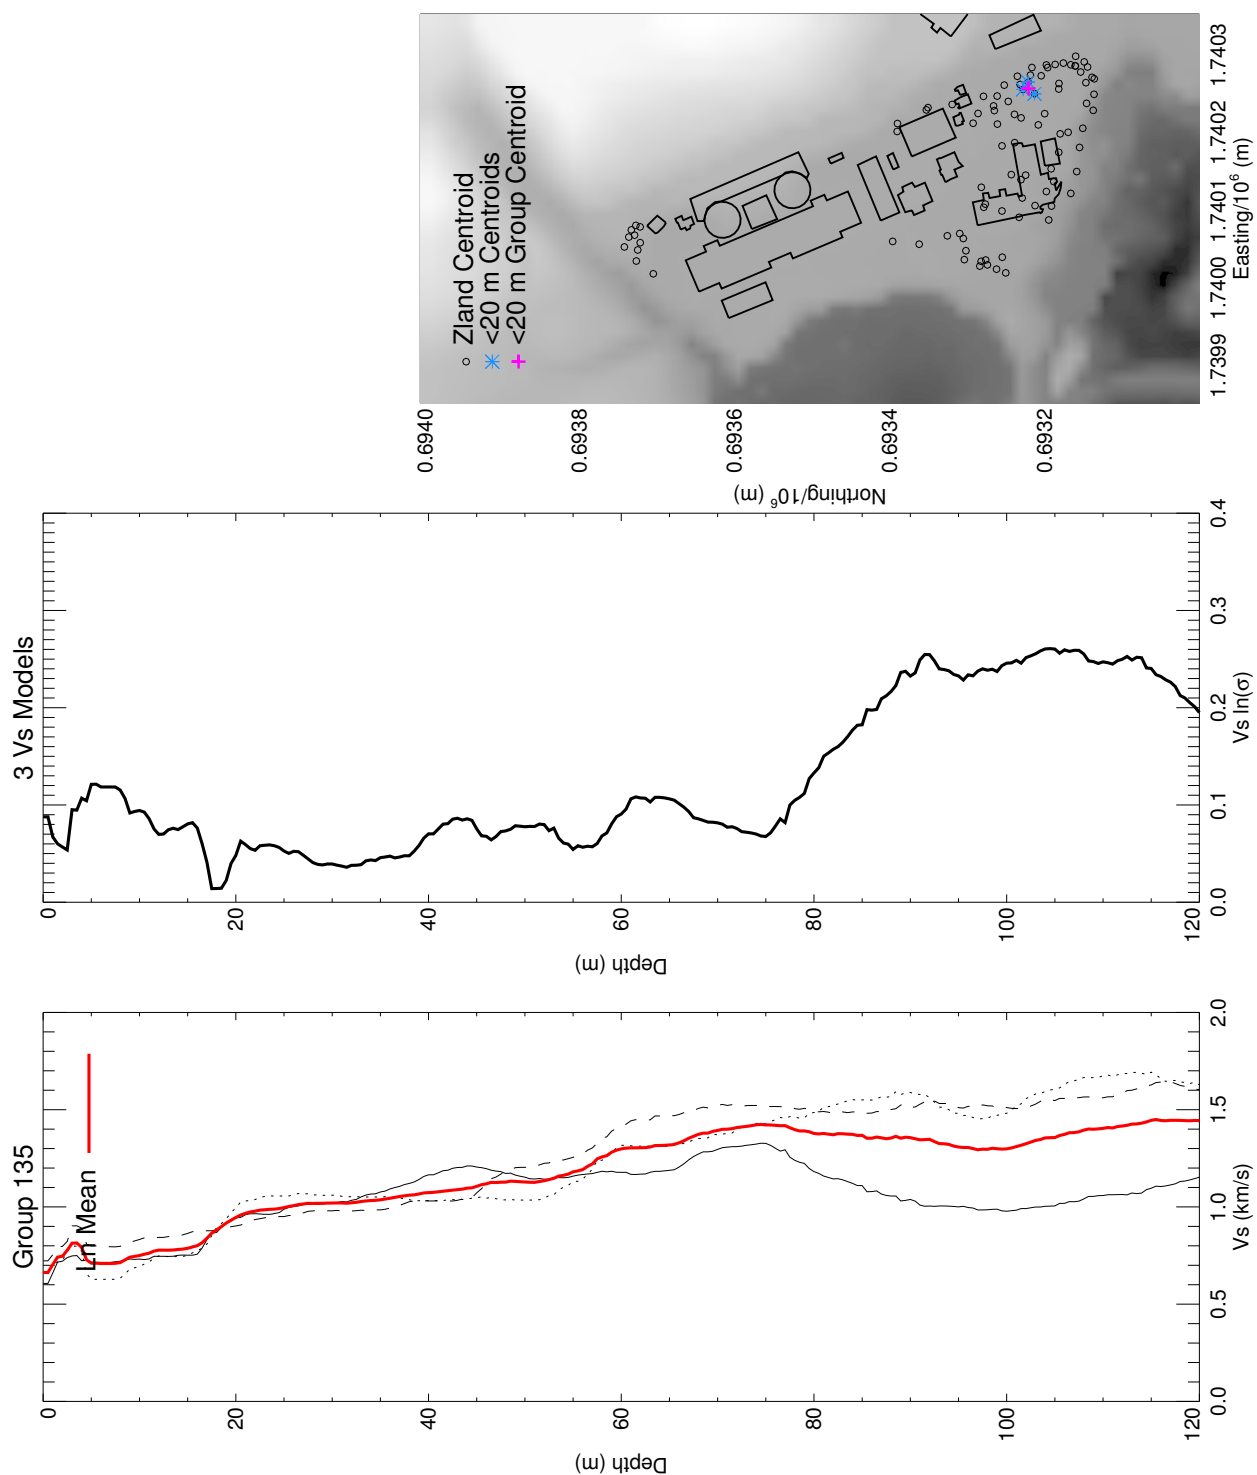 Group 135
Ln Mean
0
20
40
60
80
100
120
Depth (m)
0.0
0.5
1.0
1.5
2.0
Vs (km/s)
3 Vs Models
0
20
40
60
80
100
120
Depth (m)
0.0
0.1
0.2
0.3
0.4
Vs ln(σ)
Zland Centroid
<20 m Centroids
<20 m Group Centroid
0.6940
0.6938
0.6936
0.6934
0.6932
Northing/10⁶ (m)
1.7399
1.7400
1.7401
1.7402
1.7403
Easting/10⁶ (m)